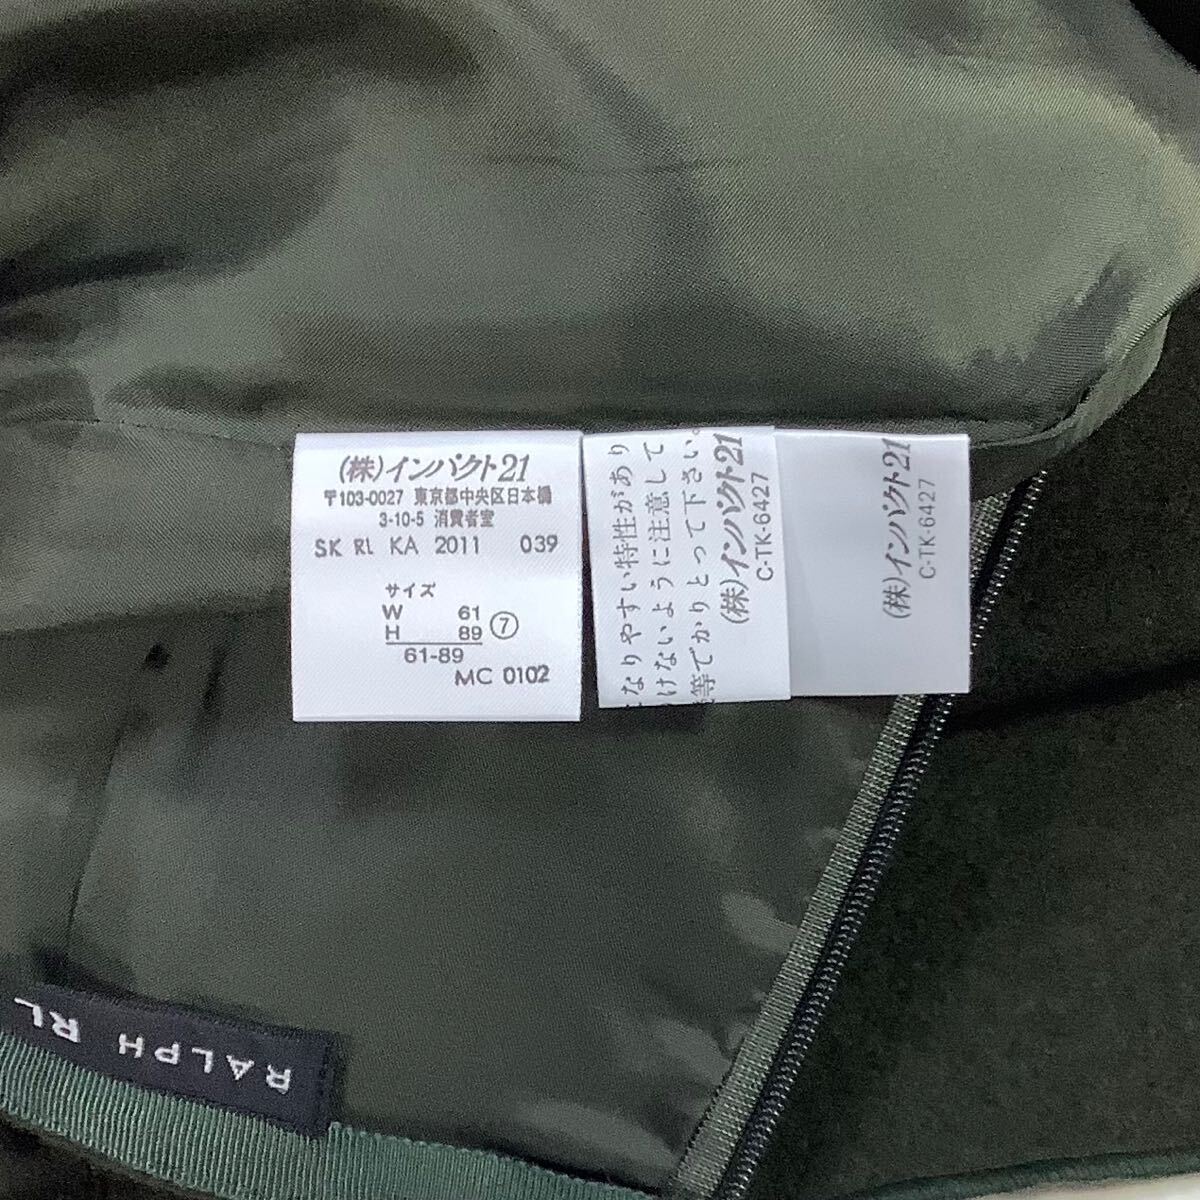 (株)インパクト21
〒103-0027 東京都中央区日本橋
3-10-5 消費者室
SK RL KA 2011 039
サイズ
W 61
H 89 ⑦
61-89
MC 0102
なりやすい特性があり
けないように注意して
等でかりとって下さい。
(株)インパクト21
C-TK-6427
(株)インパクト21
C-TK-6427
RALPH RL